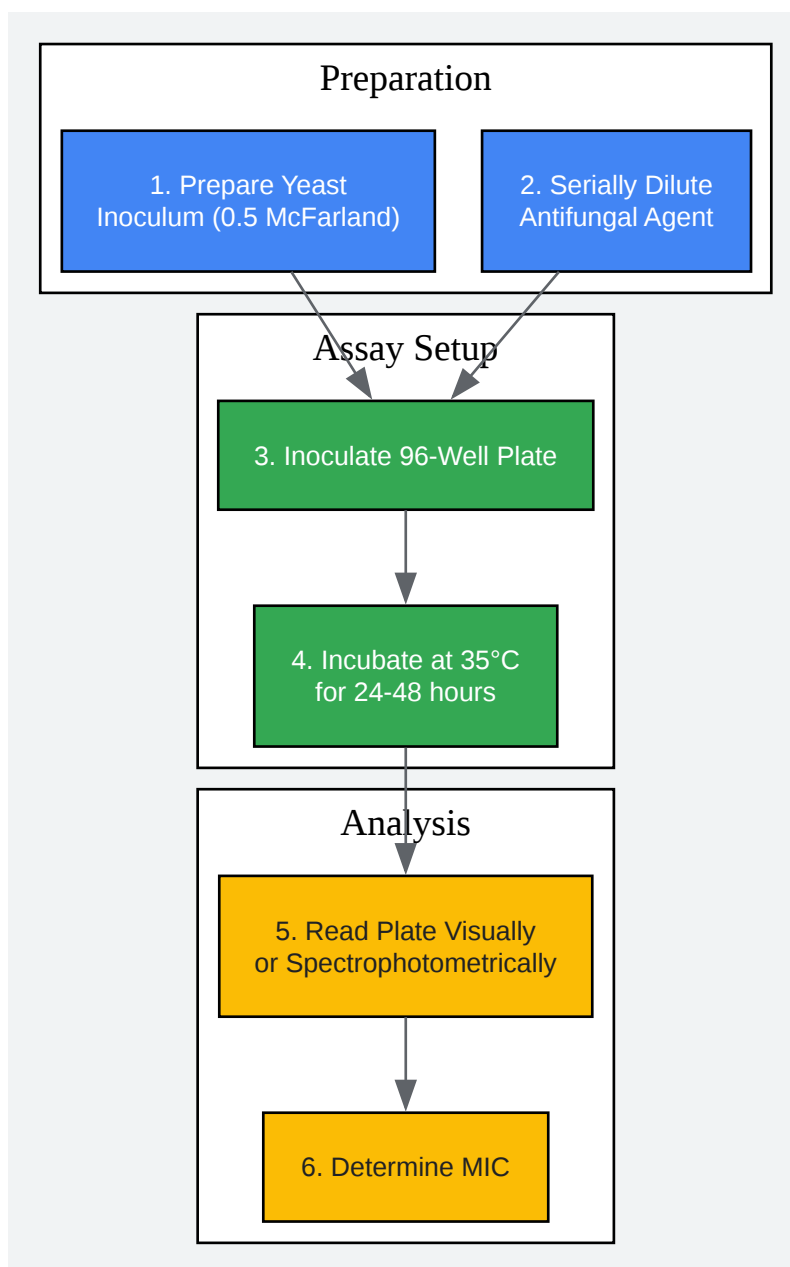 Preparation
1. Prepare Yeast
Inoculum (0.5 McFarland)
2. Serially Dilute
Antifungal Agent
Assay Setup
3. Inoculate 96-Well Plate
4. Incubate at 35°C
for 24-48 hours
Analysis
5. Read Plate Visually
or Spectrophotometrically
6. Determine MIC